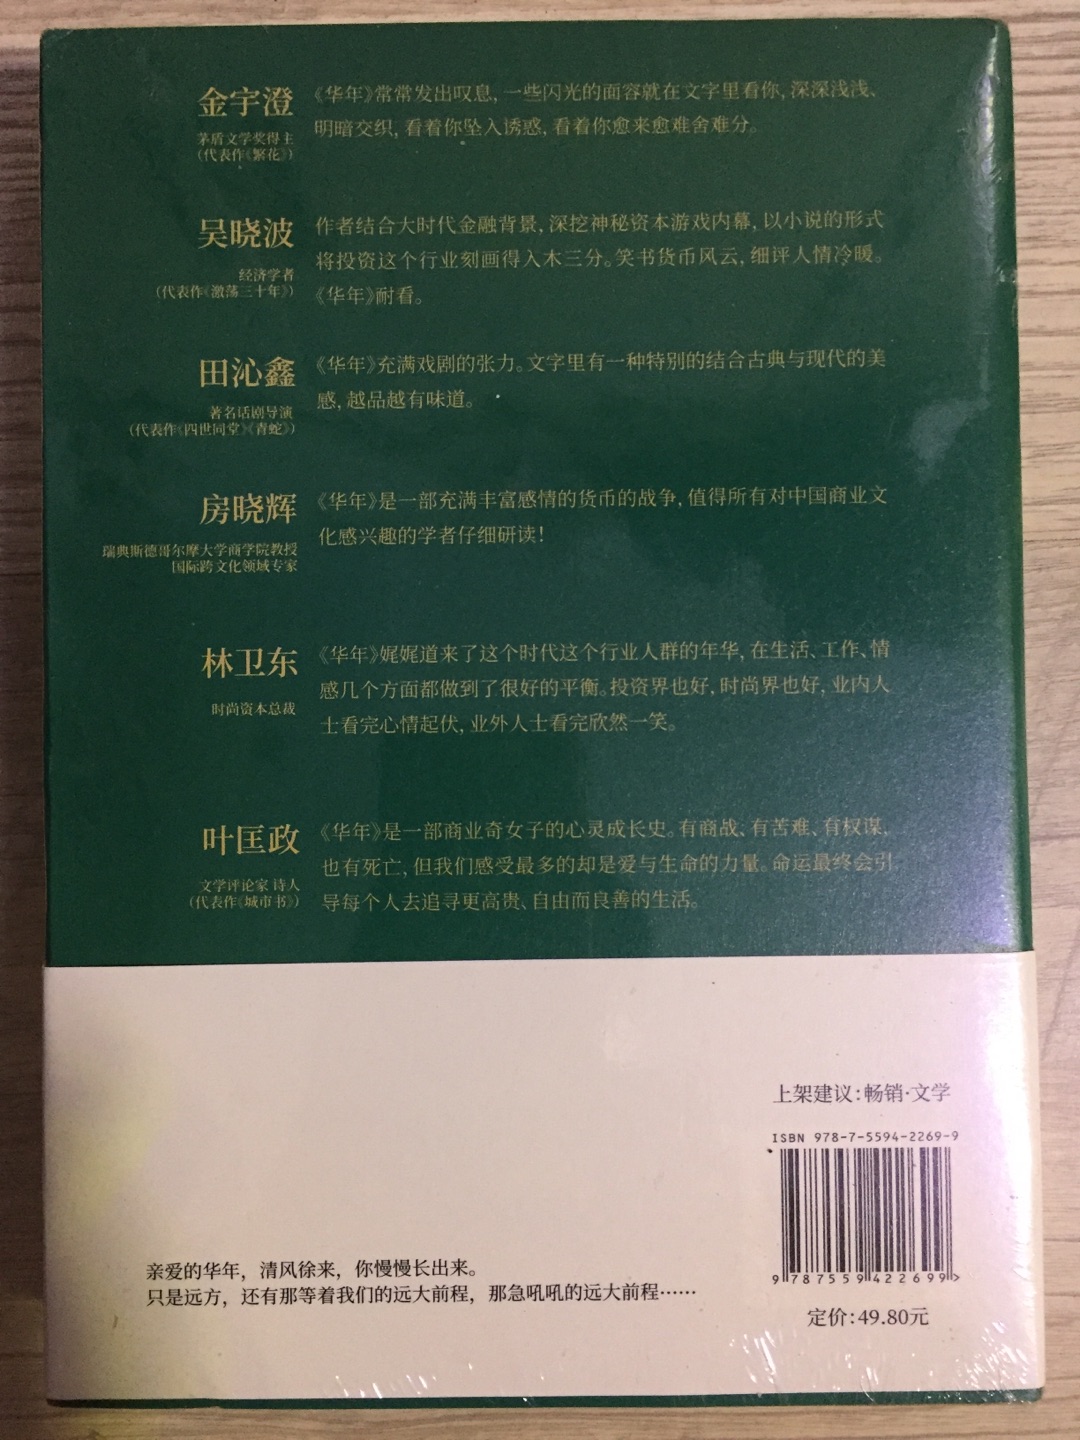 金宇澄
茅盾文学奖得主
(代表作《繁花》)
《华年》常常发出叹息, 一些闪光的面容就在文字里看你, 深深浅浅、
明暗交织, 看着你坠入诱惑, 看着你愈来愈难舍难分。
吴晓波
经济学者
(代表作《激荡三十年》)
作者结合大时代金融背景, 深挖神秘资本游戏内幕, 以小说的形式
将投资这个行业刻画得入木三分。笑书货币风云, 细评人情冷暖。
《华年》耐看。
田沁鑫
著名话剧导演
(代表作《四世同堂》《青蛇》)
《华年》充满戏剧的张力。文字里有一种特别的结合古典与现代的美
感, 越品越有味道。
房晓辉
瑞典斯德哥尔摩大学商学院教授
国际跨文化领域专家
《华年》是一部充满丰富感情的货币的战争, 值得所有对中国商业文
化感兴趣的学者仔细研读!
林卫东
时尚资本总裁
《华年》娓娓道来了这个时代这个行业人群的年华, 在生活、工作、情
感几个方面都做到了很好的平衡。投资界也好, 时尚界也好, 业内人
士看完心情起伏, 业外人士看完欣然一笑。
叶匡政
文学评论家 诗人
(代表作《城市书》)
《华年》是一部商业奇女子的心灵成长史。有商战、有苦难、有权谋,
也有死亡, 但我们感受最多的却是爱与生命的力量。命运最终会引
导每个人去追寻更高贵、自由而良善的生活。
上架建议：畅销·文学
ISBN 978-7-5594-2269-9
9 787559 422699 >
定价：49.80元
亲爱的华年，清风徐来，你慢慢长出来。
只是远方，还有那等着我们的远大前程，那急吼吼的远大前程……